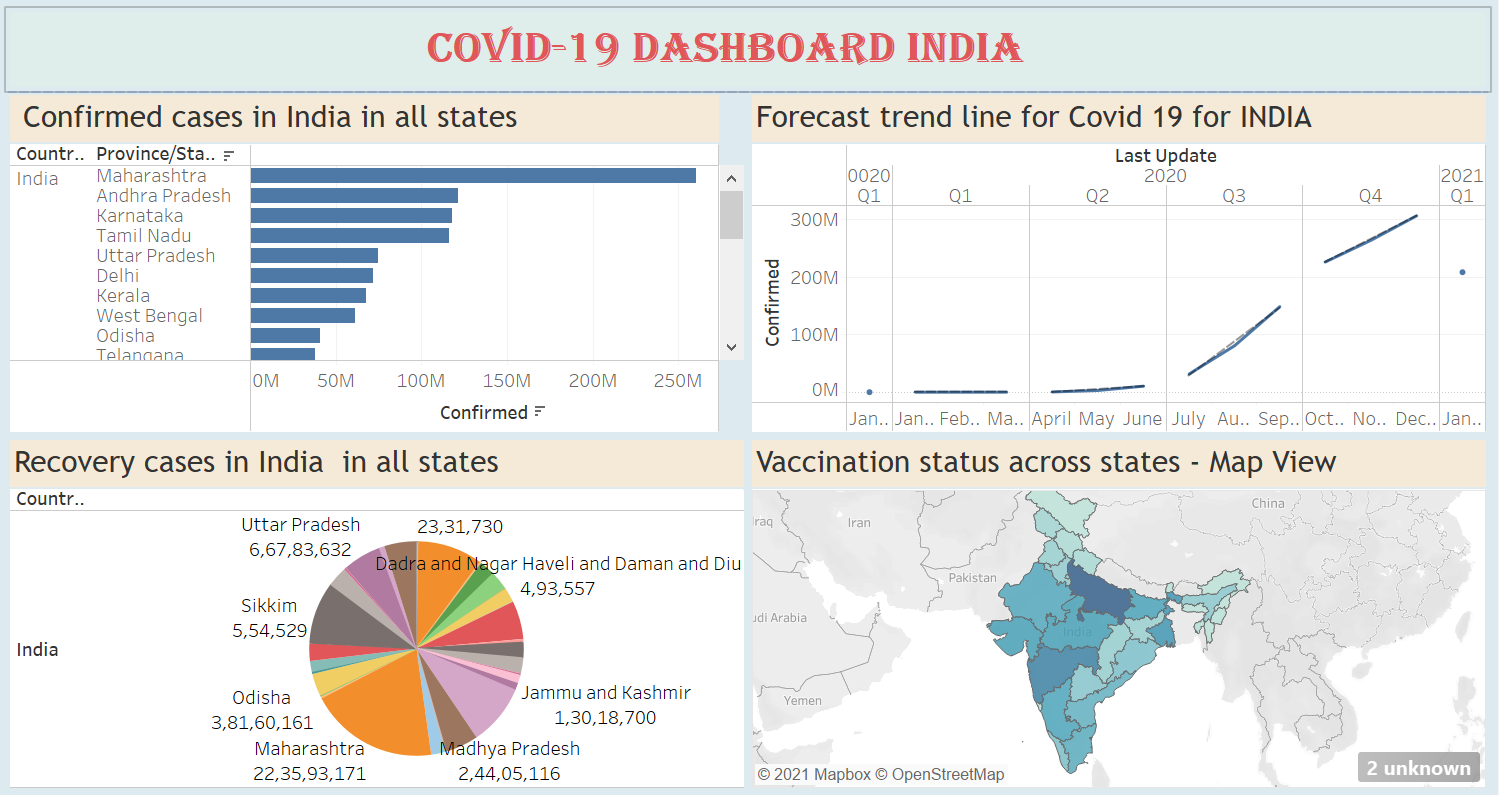 COVID-19 DASHBOARD INDIA
Confirmed cases in India in all states
Countr.. Province/Sta..
India Maharashtra
Andhra Pradesh
Karnataka
Tamil Nadu
Uttar Pradesh
Delhi
Kerala
West Bengal
Odisha
Telangana
0M 50M 100M 150M 200M 250M
Confirmed
Forecast trend line for Covid 19 for INDIA
Last Update
0020 2020 2021
Q1 Q1 Q2 Q3 Q4 Q1
300M
200M
100M
0M
Confirmed
Jan.. Jan.. Feb.. Ma.. April May June July Au.. Sep.. Oct.. No.. Dec.. Jan..
Recovery cases in India in all states
Countr..
India
Uttar Pradesh
6,67,83,632
23,31,730
Dadra and Nagar Haveli and Daman and Diu
4,93,557
Sikkim
5,54,529
Jammu and Kashmir
1,30,18,700
Odisha
3,81,60,161
Maharashtra
22,35,93,171
Madhya Pradesh
2,44,05,116
Vaccination status across states - Map View
China
raq
Iran
Pakistan
udi Arabia
India
Yemen
© 2021 Mapbox © OpenStreetMap
2 unknown